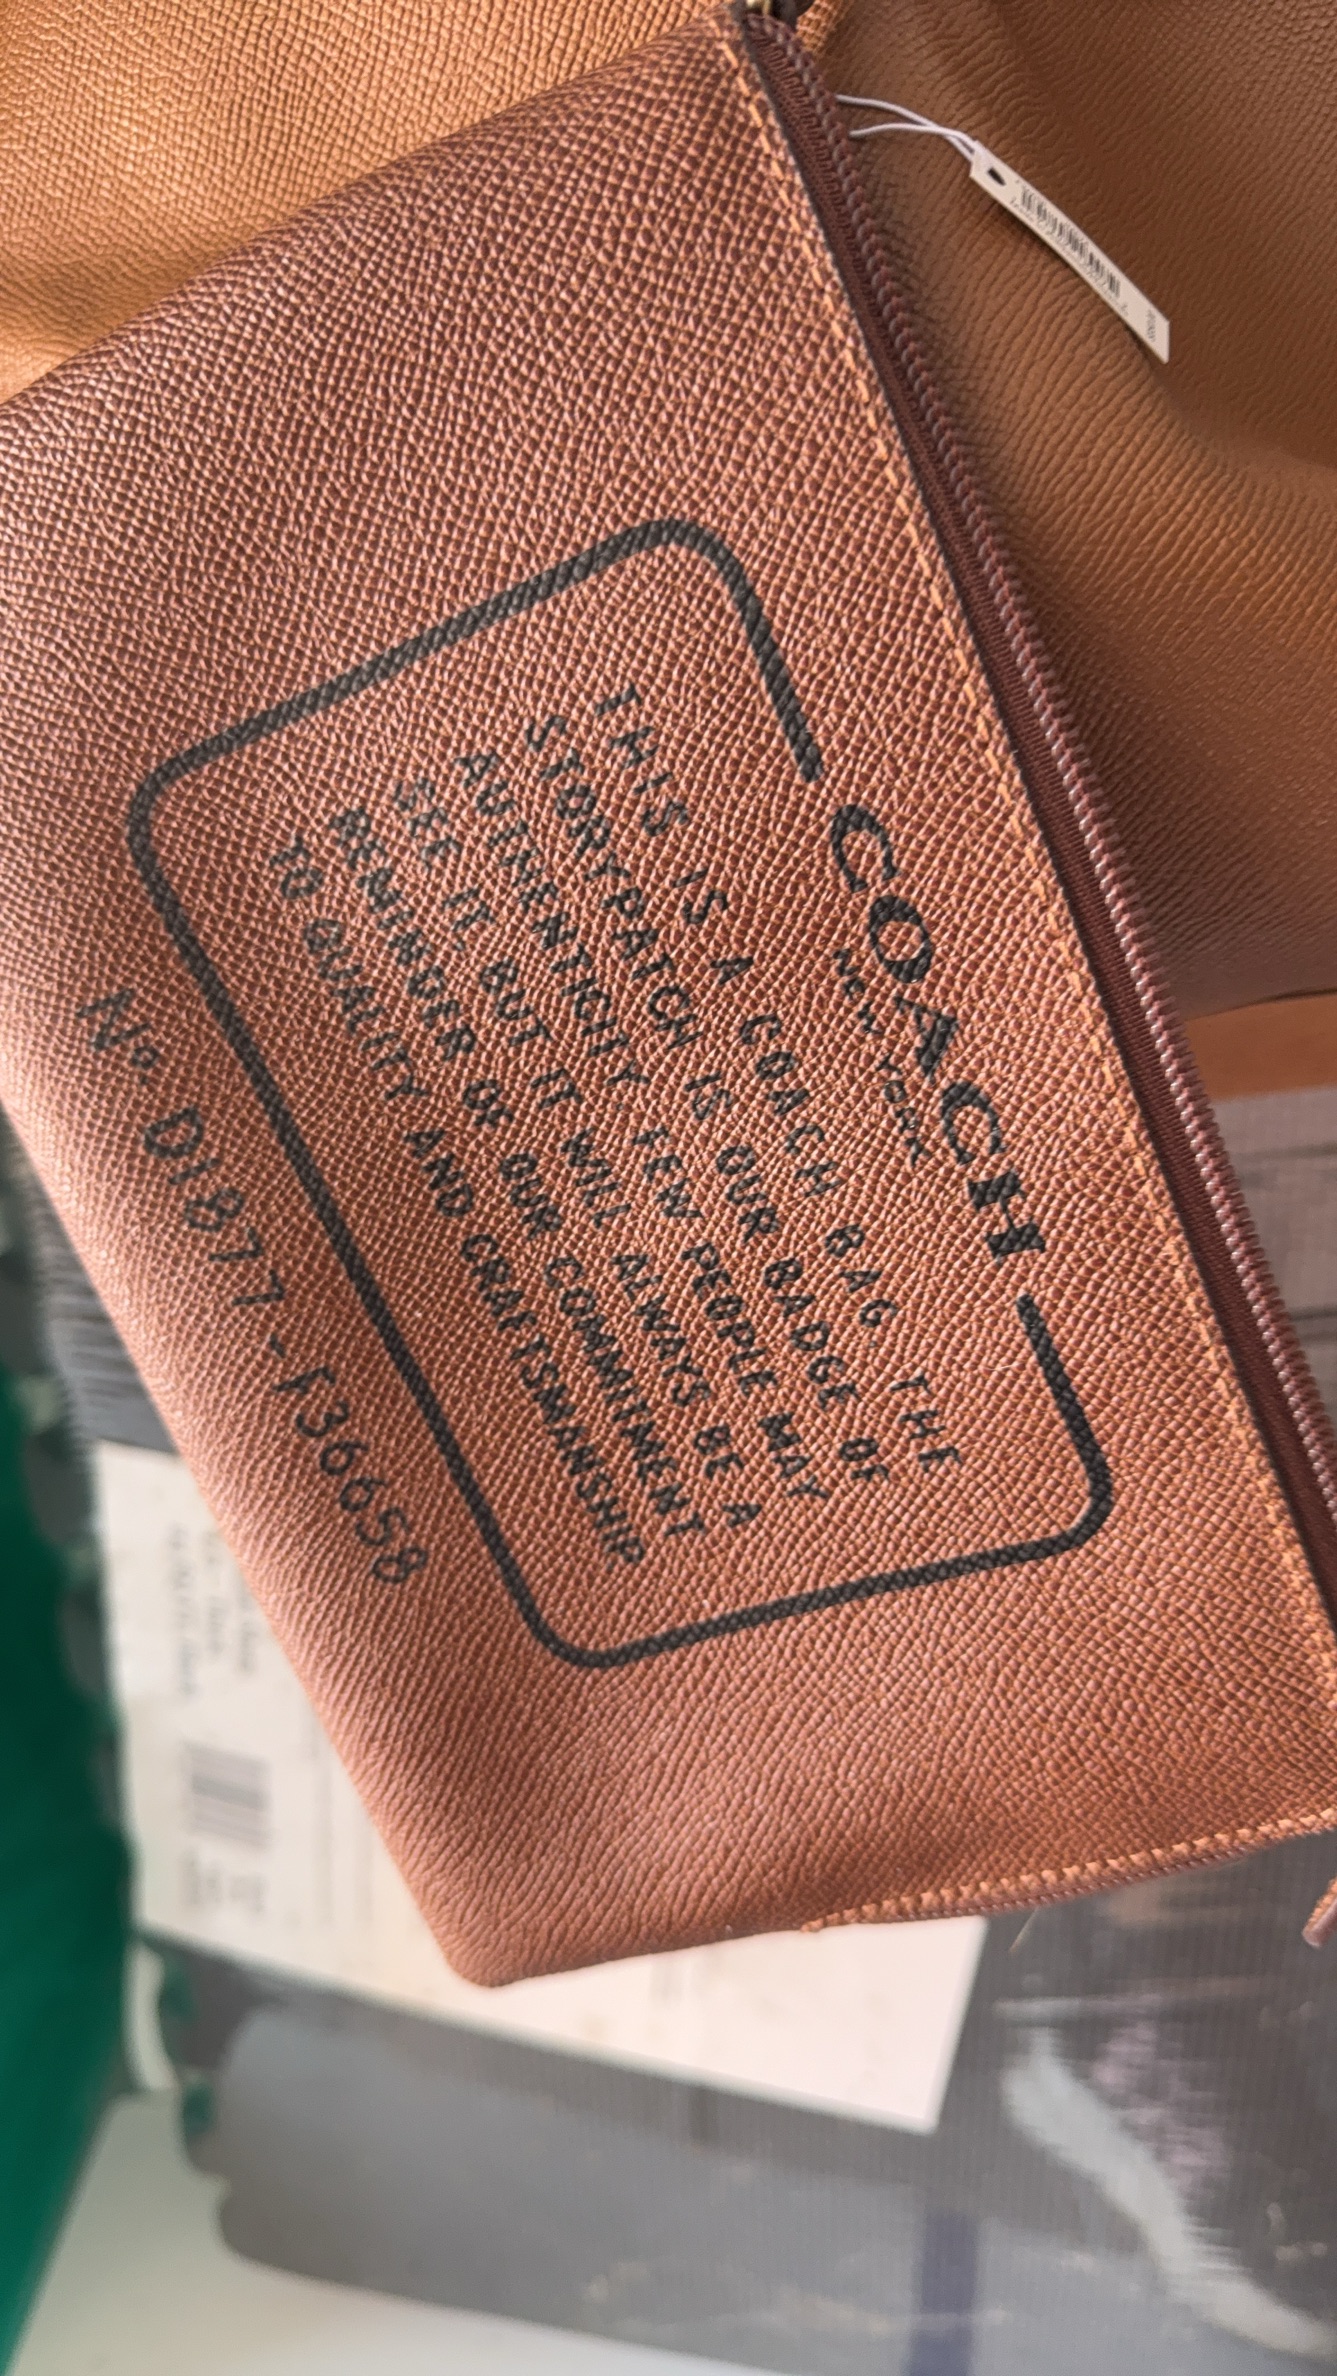 COACH
NEW YORK
THIS IS A COACH BAG. THE
STORYPATCH IS OUR BADGE OF
AUTHENTICITY. FEW PEOPLE MAY
SEE IT, BUT IT WILL ALWAYS BE A
REMINDER OF OUR COMMITMENT
TO QUALITY AND CRAFTSMANSHIP
Nº. D1877-F36658